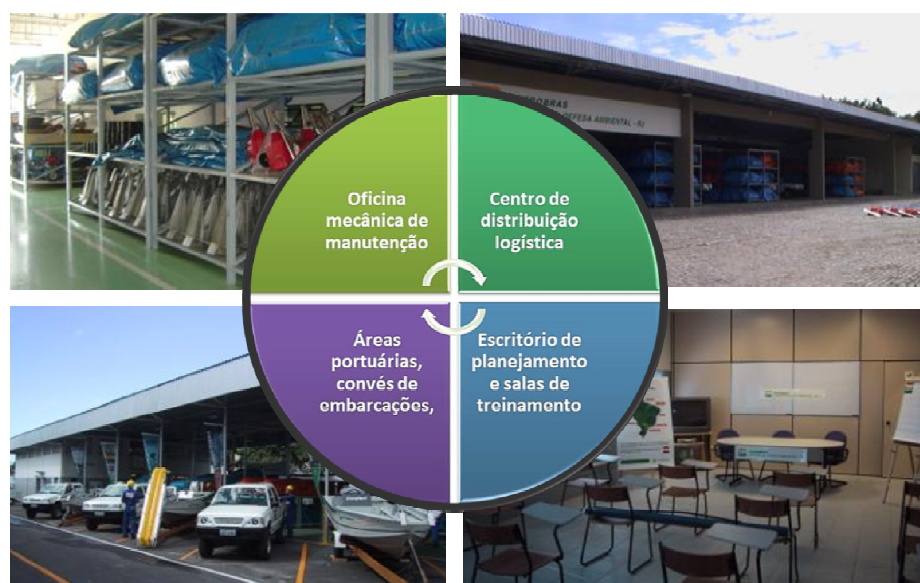 Oficina
mecânica de
manutenção
Centro de
distribuição
logística
Áreas
portuárias,
convés de
embarcações,
Escritório de
planejamento
e salas de
treinamento
DEFESA AMBIENTAL - RJ